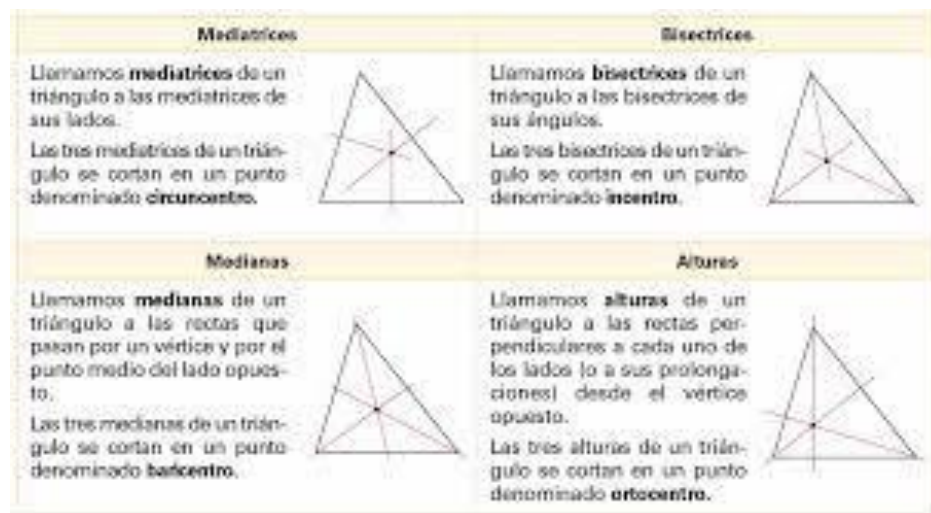 Mediatrices
Llamamos mediatrices de un
triángulo a las mediatrices de
sus lados.
Las tres mediatrices de un trián-
gulo se cortan en un punto
denominado circuncentro.
Bisectrices
Llamamos bisectrices de un
triángulo a las bisectrices de
sus ángulos.
Las tres bisectrices de un trián-
gulo se cortan en un punto
denominado incentro.
Medianas
Llamamos medianas de un
triángulo a las rectas que
pasan por un vértice y por el
punto medio del lado opues-
to.
Las tres medianas de un trián-
gulo se cortan en un punto
denominado baricentro.
Alturas
Llamamos alturas de un
triángulo a las rectas per-
pendiculares a cada uno de
los lados (o a sus prolonga-
ciones) desde el vértice
opuesto.
Las tres alturas de un trián-
gulo se cortan en un punto
denominado ortocentro.